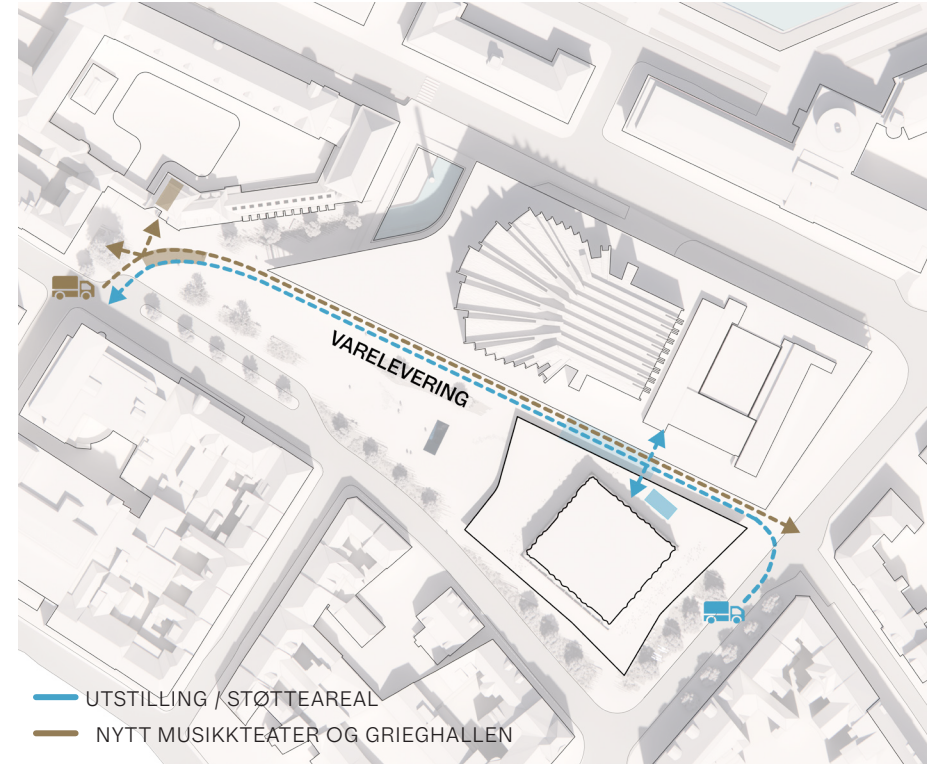 VARELEVERING
UTSTILLING / STØTTEAREAL
NYTT MUSIKKTEATER OG GRIEGHALLEN